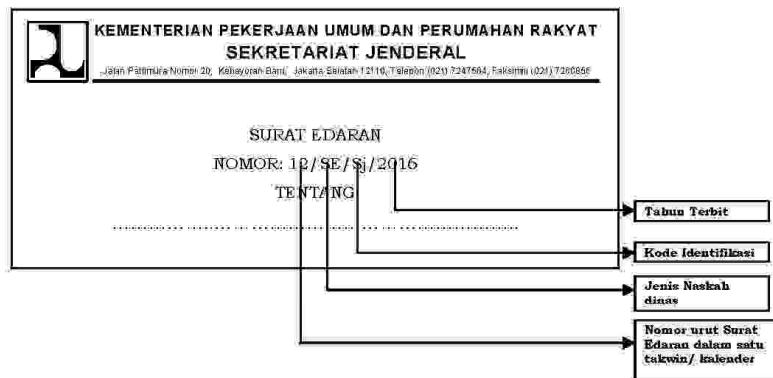 KEMENTERIAN PEKERJAAN UMUM DAN PERUMAHAN RAKYAT
SEKRETARIAT JENDERAL
Jalan Pattimura Nomor 20, Kebayoran Baru, Jakarta Selatan 12110, Telepon (021) 7247564, Faksimili (021) 7260856
SURAT EDARAN
NOMOR: 12/SE/Sj/2016
TENTANG
Tahun Terbit
Kode Identifikasi
Jenis Naskah
dinas
Nomor urut Surat
Edaran dalam satu
takwin/ kalender